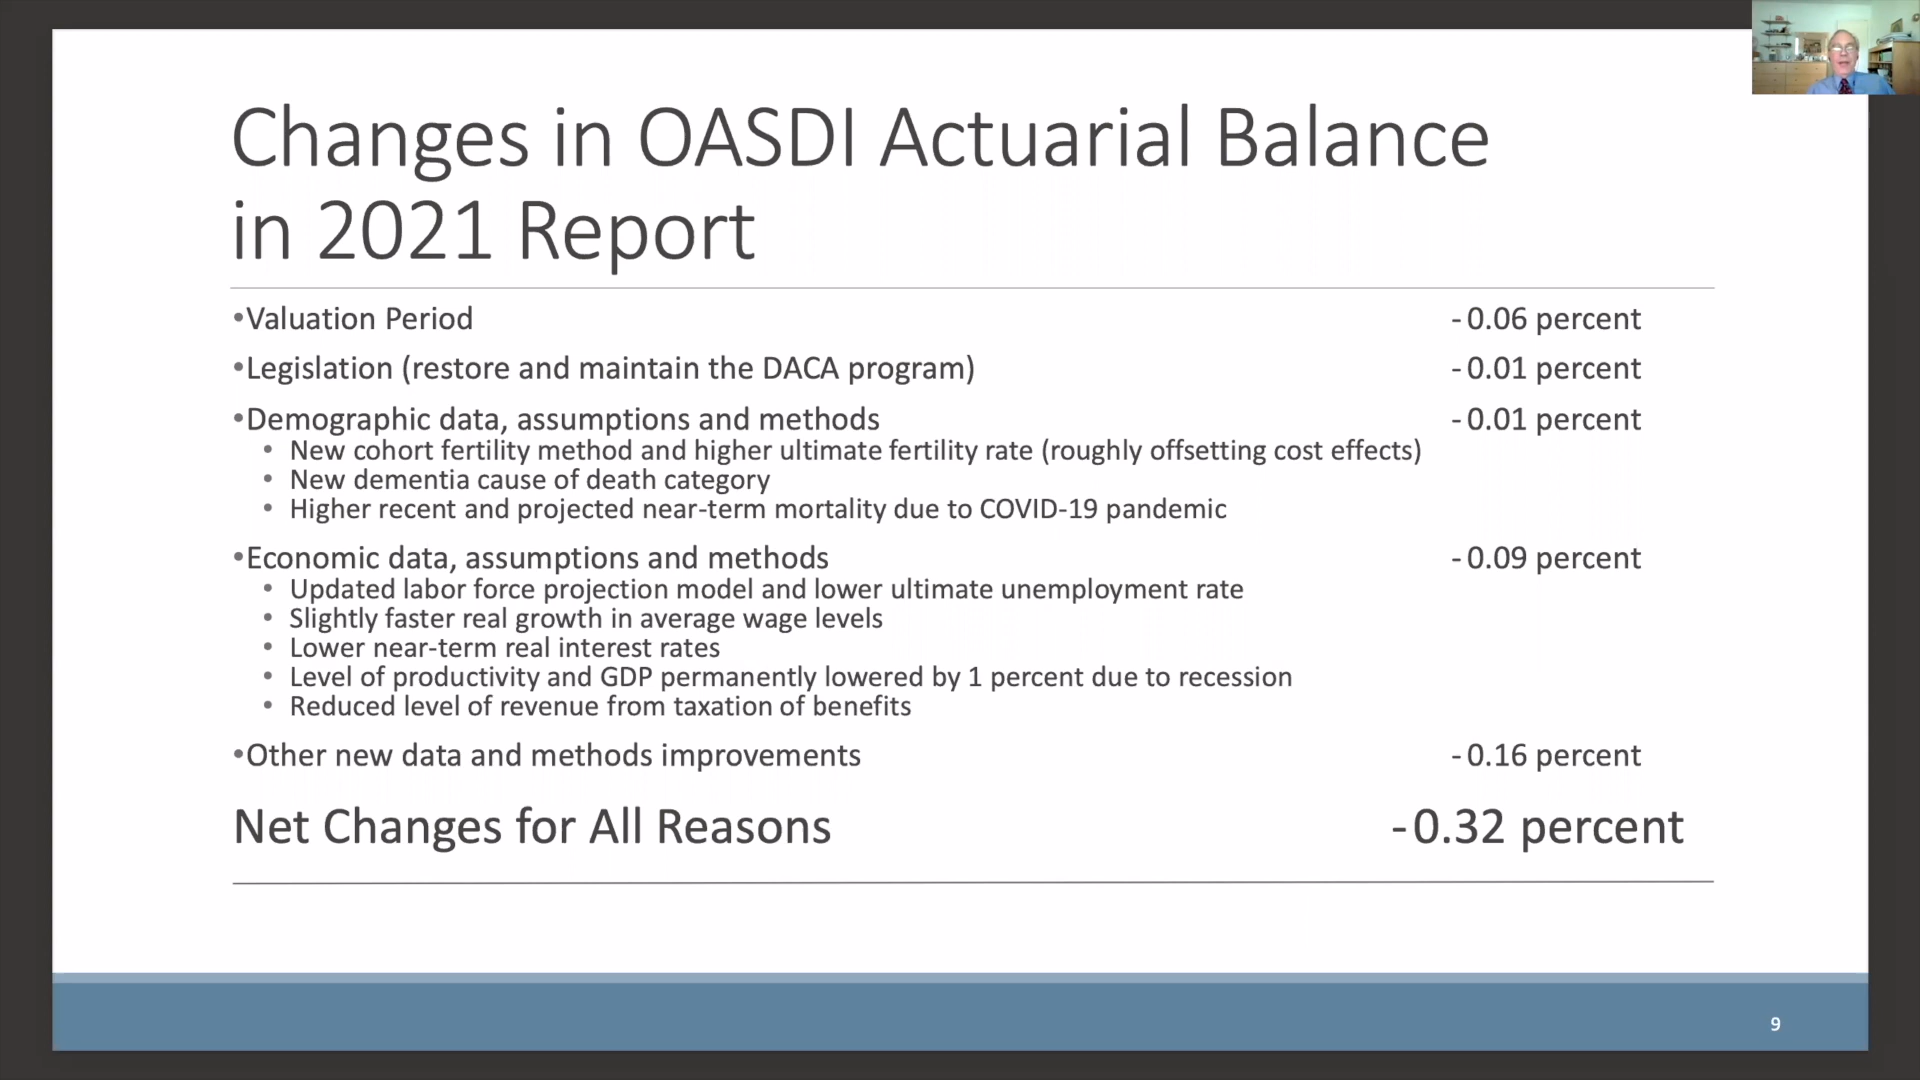 Changes in OASDI Actuarial Balance
in 2021 Report
•Valuation Period - 0.06 percent
•Legislation (restore and maintain the DACA program) - 0.01 percent
•Demographic data, assumptions and methods - 0.01 percent
• New cohort fertility method and higher ultimate fertility rate (roughly offsetting cost effects)
• New dementia cause of death category
• Higher recent and projected near-term mortality due to COVID-19 pandemic
•Economic data, assumptions and methods - 0.09 percent
• Updated labor force projection model and lower ultimate unemployment rate
• Slightly faster real growth in average wage levels
• Lower near-term real interest rates
• Level of productivity and GDP permanently lowered by 1 percent due to recession
• Reduced level of revenue from taxation of benefits
•Other new data and methods improvements - 0.16 percent
Net Changes for All Reasons - 0.32 percent
9